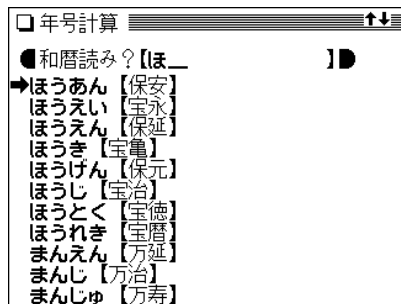 年号計算
和暦読み？【ほ 】
ほうあん【保安】
ほうえい【宝永】
ほうえん【保延】
ほうき【宝亀】
ほうげん【保元】
ほうじ【宝治】
ほうとく【宝徳】
ほうれき【宝暦】
まんえん【万延】
まんじ【万治】
まんじゅ【万寿】